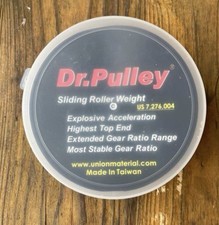 Dr.Pulley®
Sliding Roller Weight
US 7,276,004
Explosive Acceleration
Highest Top End
Extended Gear Ratio Range
Most Stable Gear Ratio
www.unionmaterial.com
Made In Taiwan